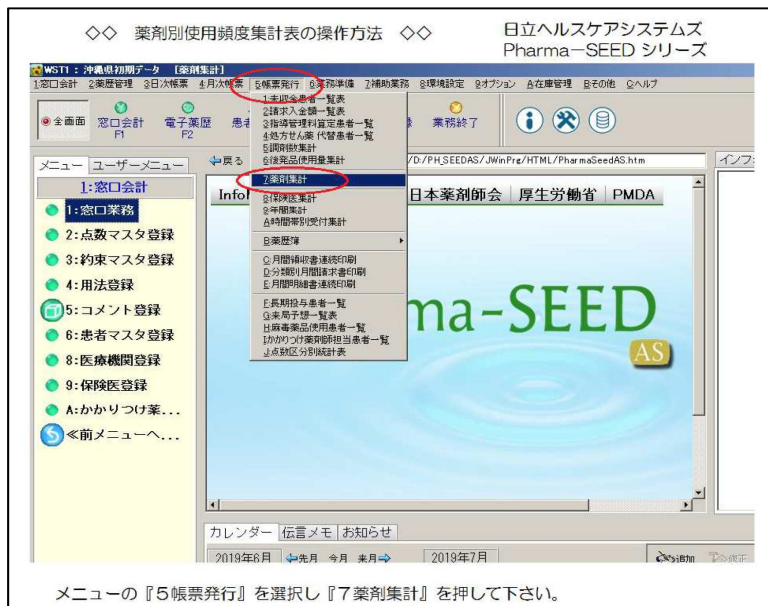 ◇◇ 薬剤別使用頻度集計表の操作方法 ◇◇
日立ヘルスケアシステムズ
Pharma－SEED シリーズ
WST1 : 沖縄県初期データ 【薬剤集計】
1:窓口会計 2:薬歴管理 3:日次帳票 4:月次帳票 5:帳票発行 6:業務準備 7:補助業務 8:環境設定 9:オプション A:在庫管理 B:その他 C:ヘルプ
全画面 窓口会計 F1 電子薬歴 F2 患者
業務終了
メニュー ユーザーメニュー
戻る
/D:/PH_SEEDAS/JWinPrg/HTML/PharmaSeedAS.htm
インフォ
1:窓口会計
1:窓口業務
2:点数マスタ登録
3:約束マスタ登録
4:用法登録
5:コメント登録
6:患者マスタ登録
8:医療機関登録
9:保険医登録
A:かかりつけ薬...
≪前メニューへ...
1:未収金患者一覧表
2:請求入金額一覧表
3:指導管理料算定患者一覧
4:処方せん薬 代替患者一覧
5:調剤数集計
6:後発品使用量集計
7:薬剤集計
8:保険医集計
9:年間集計
A:時間帯別受付集計
B:薬歴簿
C:月間領収書連続印刷
D:分類別月間請求書印刷
E:月間明細書連続印刷
F:長期投与患者一覧
G:来局予想一覧表
H:麻毒薬品使用患者一覧
I:かかりつけ薬剤師担当患者一覧
J:点数区分別統計表
日本薬剤師会 厚生労働省 PMDA
ma-SEED
AS
カレンダー 伝言メモ お知らせ
2019年6月 先月 今月 来月 2019年7月 追加 修正
メニューの『5帳票発行』を選択し『7薬剤集計』を押して下さい。